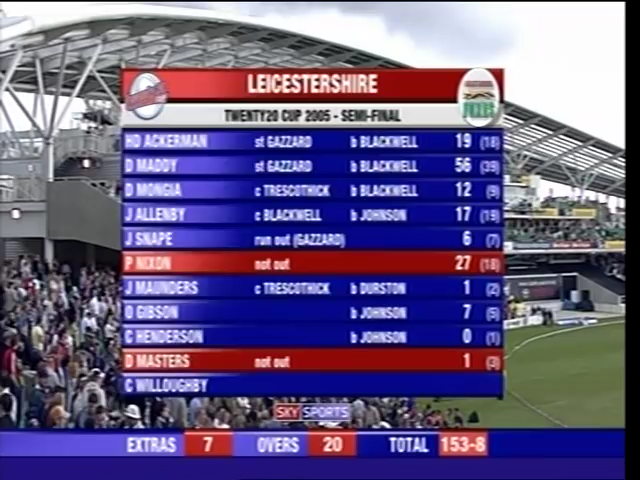 LEICESTERSHIRE
TWENTY20 CUP 2005 - SEMI-FINAL
HD ACKERMAN st GAZZARD b BLACKWELL 19 (18)
D MADDY st GAZZARD b BLACKWELL 56 (39)
D MONGIA c TRESCOTHICK b BLACKWELL 12 (9)
J ALLENBY c BLACKWELL b JOHNSON 17 (19)
J SNAPE run out (GAZZARD) 6 (7)
P NIXON not out 27 (18)
J MAUNDERS c TRESCOTHICK b DURSTON 1 (2)
O GIBSON b JOHNSON 7 (5)
C HENDERSON b JOHNSON 0 (1)
D MASTERS not out 1 (3)
C WILLOUGHBY
SKY SPORTS
EXTRAS 7 OVERS 20 TOTAL 153-8